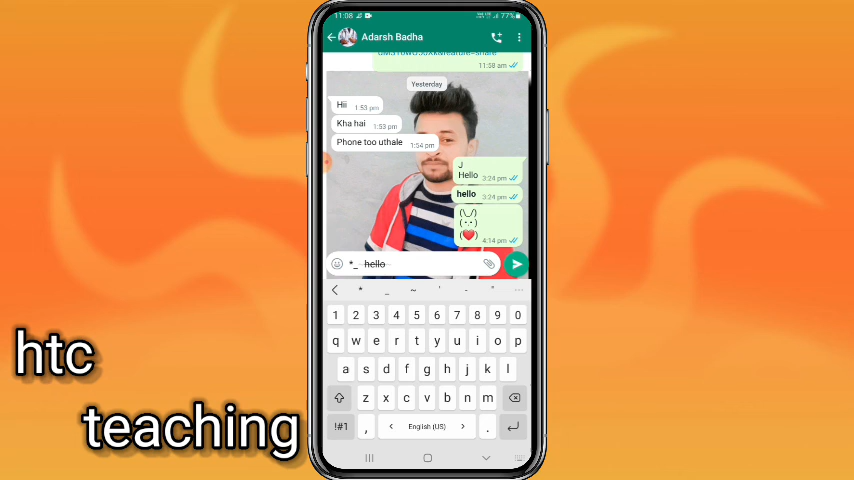 11:08
77%
Adarsh Badha
11:58 am
Yesterday
Hii 1:53 pm
Kha hai 1:53 pm
Phone too uthale 1:54 pm
J
Hello 3:24 pm
hello 3:24 pm
(\_/)
(•.•)
(❤️) 4:14 pm
*_ ~hello~
* _ ~ ' - " ...
1 2 3 4 5 6 7 8 9 0
q w e r t y u i o p
a s d f g h j k l
z x c v b n m
!#1 , < English (US) > .
htc
teaching